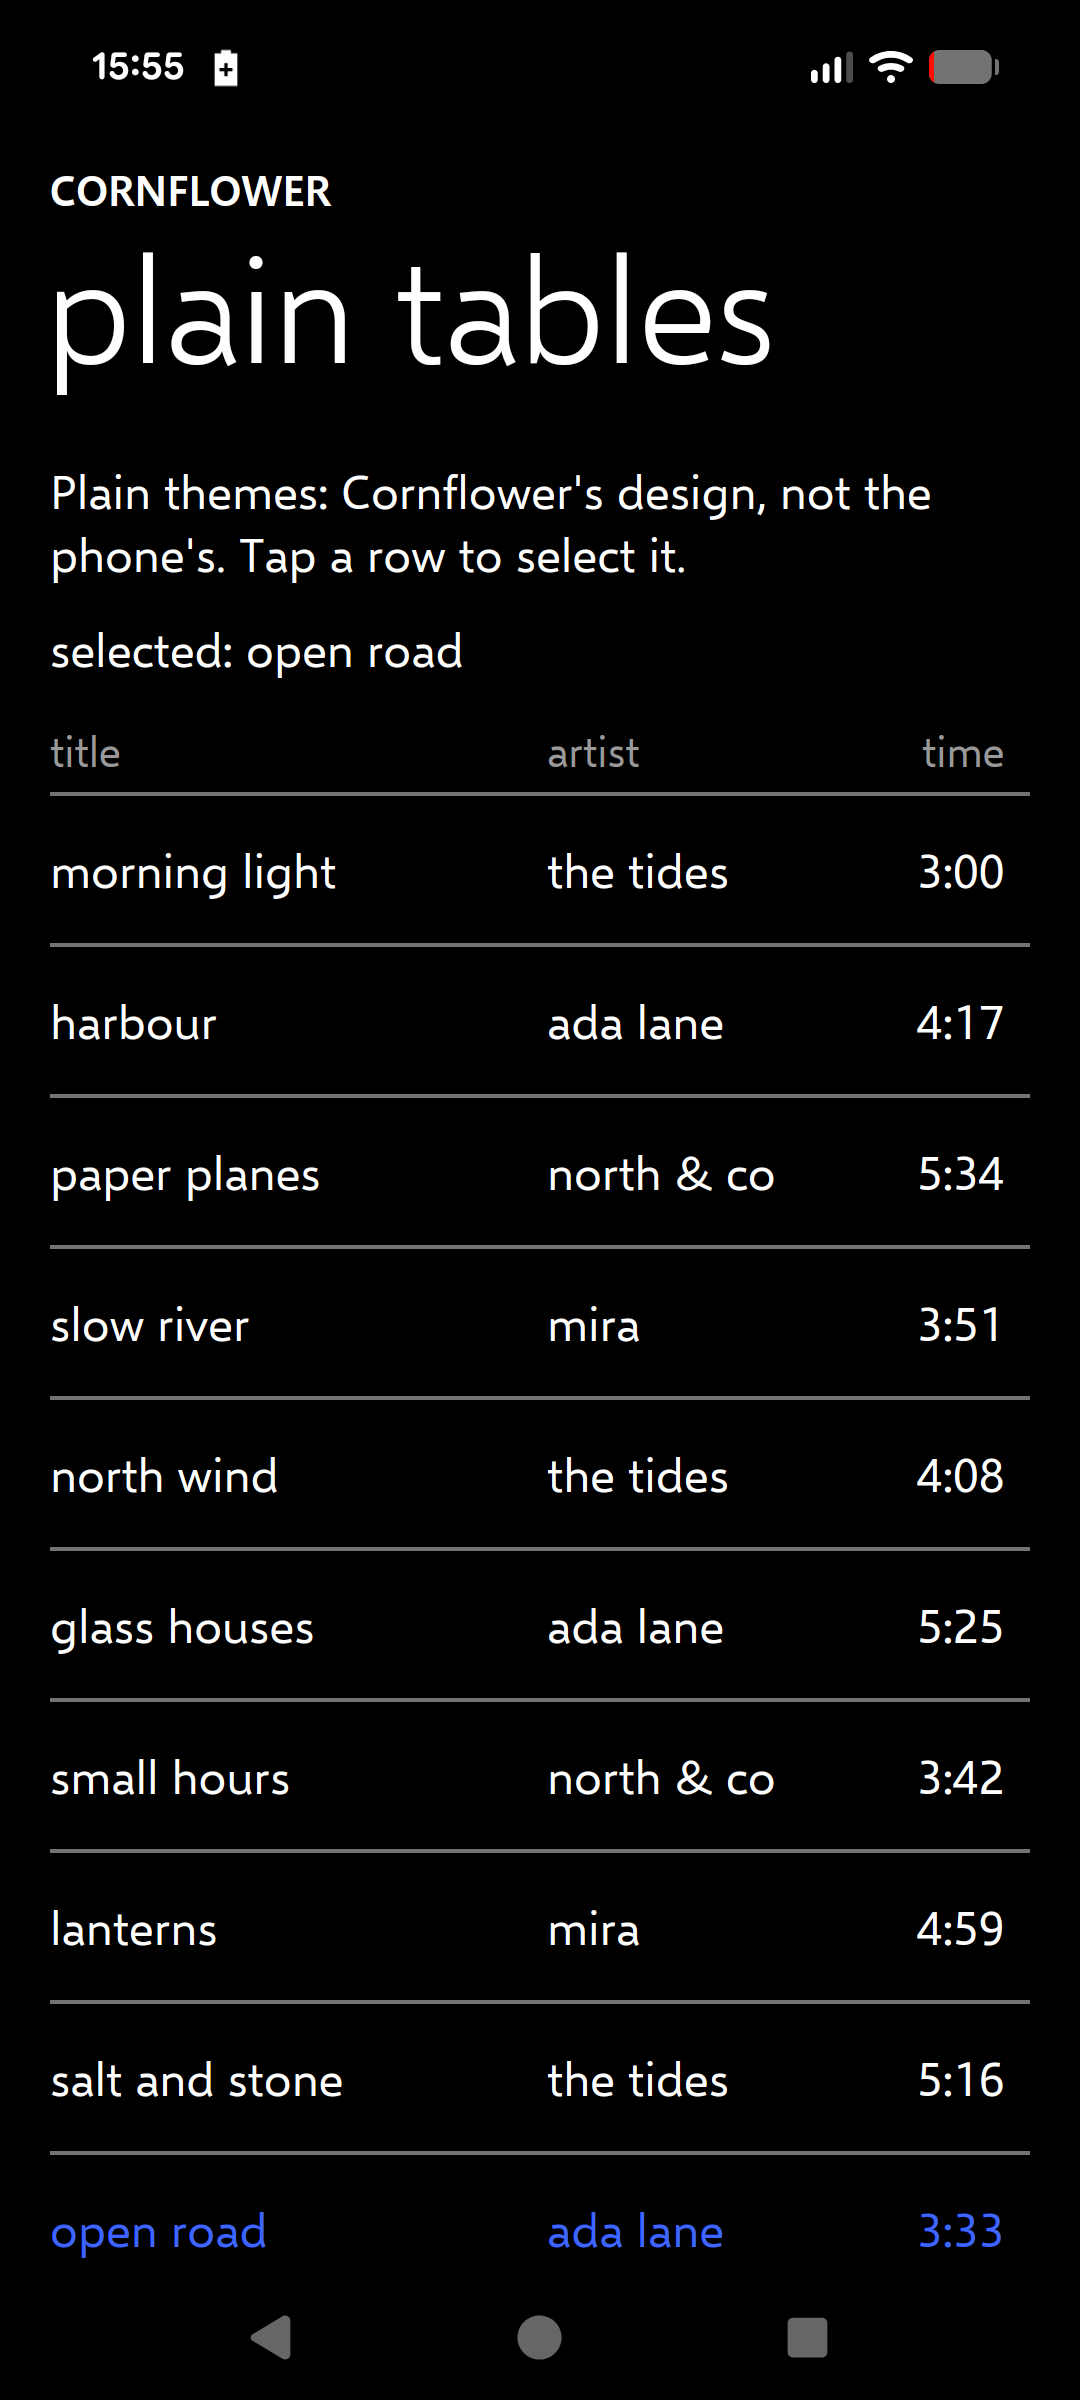 15:55
CORNFLOWER
plain tables
Plain themes: Cornflower's design, not the
phone's. Tap a row to select it.
selected: open road
title artist time
morning light the tides 3:00
harbour ada lane 4:17
paper planes north & co 5:34
slow river mira 3:51
north wind the tides 4:08
glass houses ada lane 5:25
small hours north & co 3:42
lanterns mira 4:59
salt and stone the tides 5:16
open road ada lane 3:33